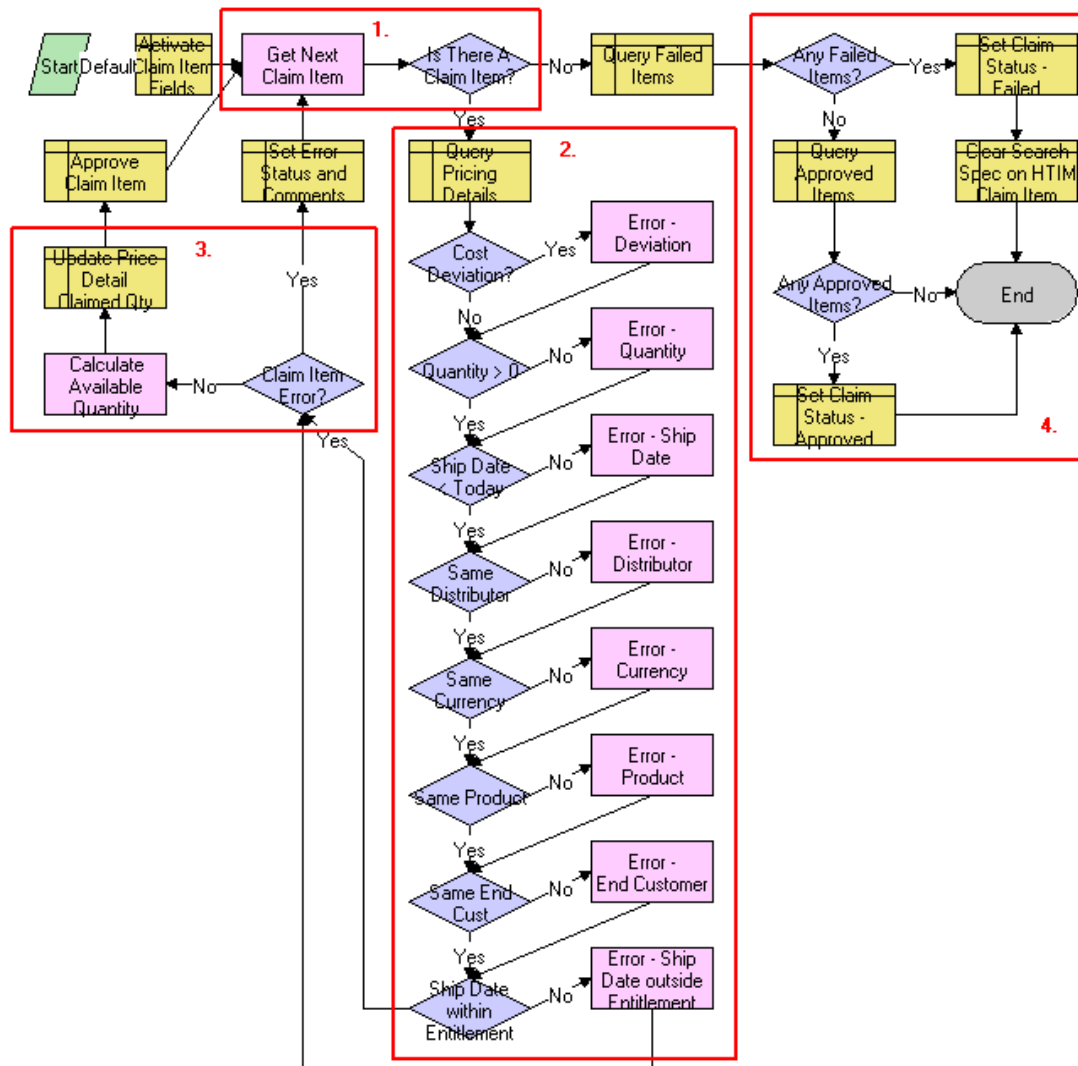 1.
Start
Default
Activate
Claim Item
Fields
Get Next
Claim Item
Is There A
Claim Item?
No
Query Failed
Items
Any Failed
Items?
Yes
Set Claim
Status -
Failed
Yes
No
Approve
Claim Item
Set Error
Status and
Comments
Query
Pricing
Details
2.
Query
Approved
Items
Clear Search
Spec on HTIM
Claim Item
3.
Update Price
Detail
Claimed Qty
Yes
Cost
Deviation?
Yes
Error -
Deviation
No
Any Approved
Items?
No
End
Calculate
Available
Quantity
No
Claim Item
Error?
Yes
Quantity > 0
No
Error -
Quantity
Yes
Yes
Set Claim
Status -
Approved
4.
Ship Date
< Today
No
Error - Ship
Date
Yes
Same
Distributor
No
Error -
Distributor
Yes
Same
Currency
No
Error -
Currency
Yes
Same Product
No
Error -
Product
Yes
Same End
Cust
No
Error -
End Customer
Yes
Ship Date
within
Entitlement
No
Error - Ship
Date outside
Entitlement